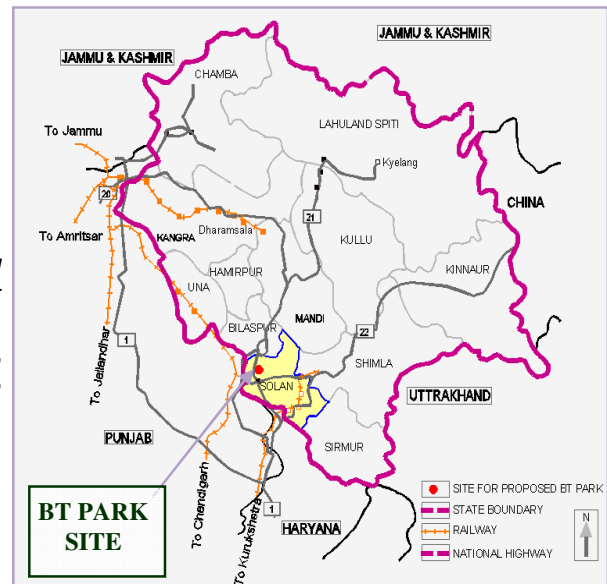 JAMMU & KASHMIR
JAMMU & KASHMIR
CHAMBA
To Jammu
LAHULAND SPITI
Kyelang
20
CHINA
21
To Amritsar
KANGRA
Dharamsala
KULLU
KINNAUR
HAMIRPUR
UNA
MANDI
BILASPUR
22
1
SHIMLA
To Jallandhar
SOLAN
UTTRAKHAND
PUNJAB
SIRMUR
To Chandigarh
BT PARK
SITE
1
HARYANA
To Kurukshetra
SITE FOR PROPOSED BT PARK
STATE BOUNDARY
RAILWAY
NATIONAL HIGHWAY
N